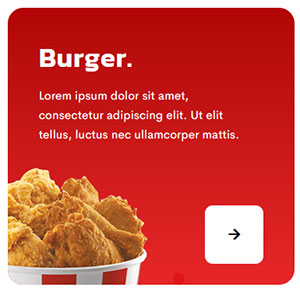 Burger.
Lorem ipsum dolor sit amet,
consectetur adipiscing elit. Ut elit
tellus, luctus nec ullamcorper mattis.